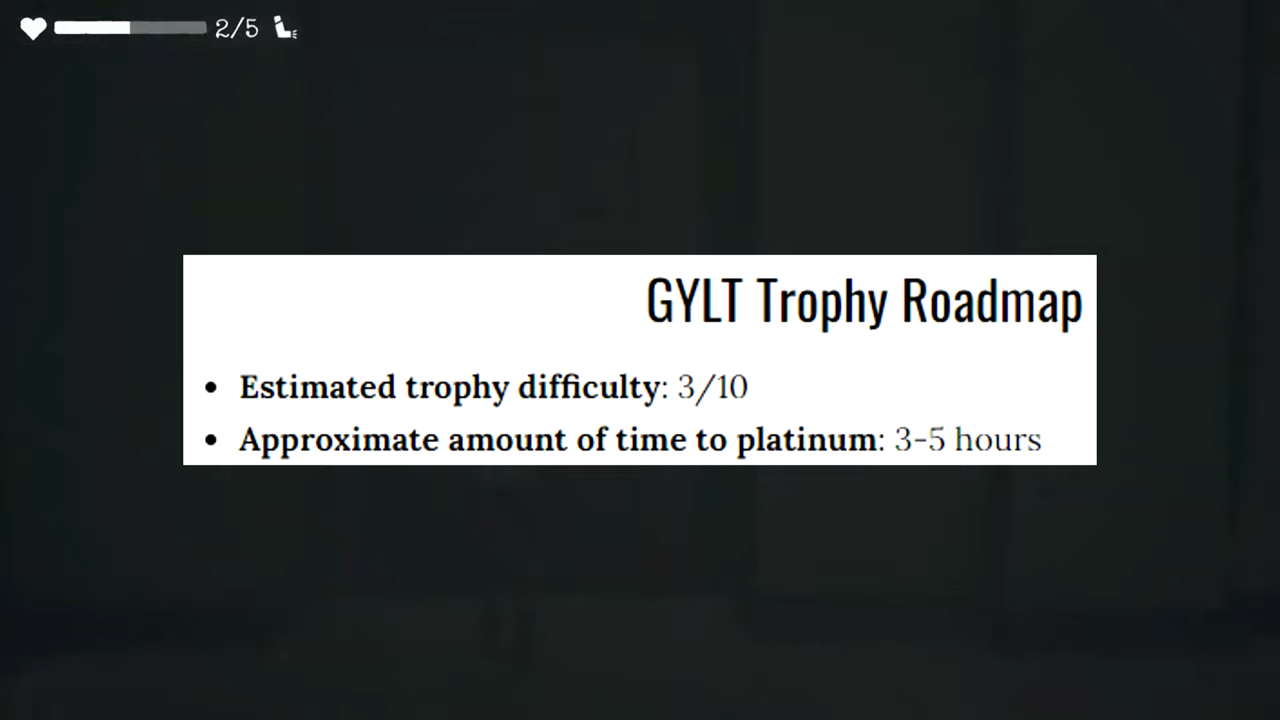 2/5
GYLT Trophy Roadmap
Estimated trophy difficulty: 3/10
Approximate amount of time to platinum: 3-5 hours